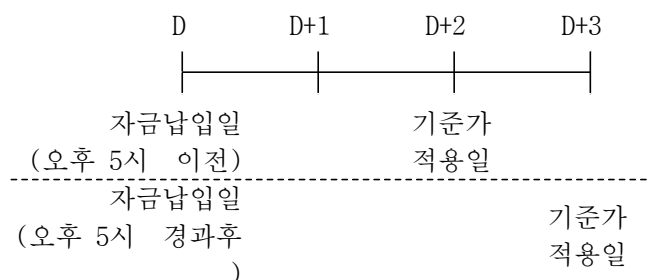 D D+1 D+2 D+3
자금납입일 기준가
(오후 5시 이전) 적용일
자금납입일
(오후 5시 경과후
)
기준가
적용일